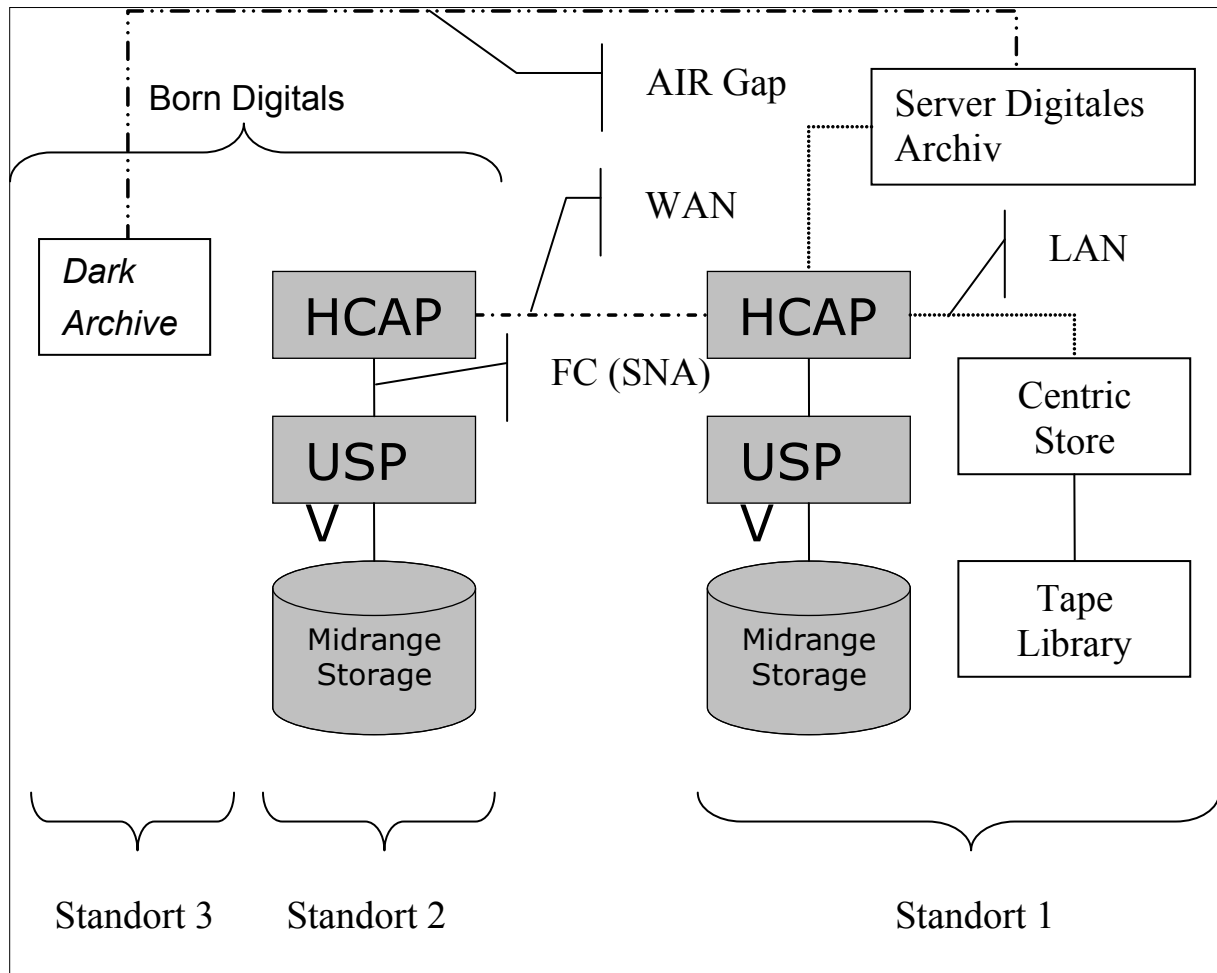 AIR Gap
Born Digitals
Server Digitales
Archiv
WAN
LAN
Dark
Archive
HCAP
HCAP
FC (SNA)
Centric
Store
USP
V
USP
V
Midrange
Storage
Midrange
Storage
Tape
Library
Standort 3
Standort 2
Standort 1